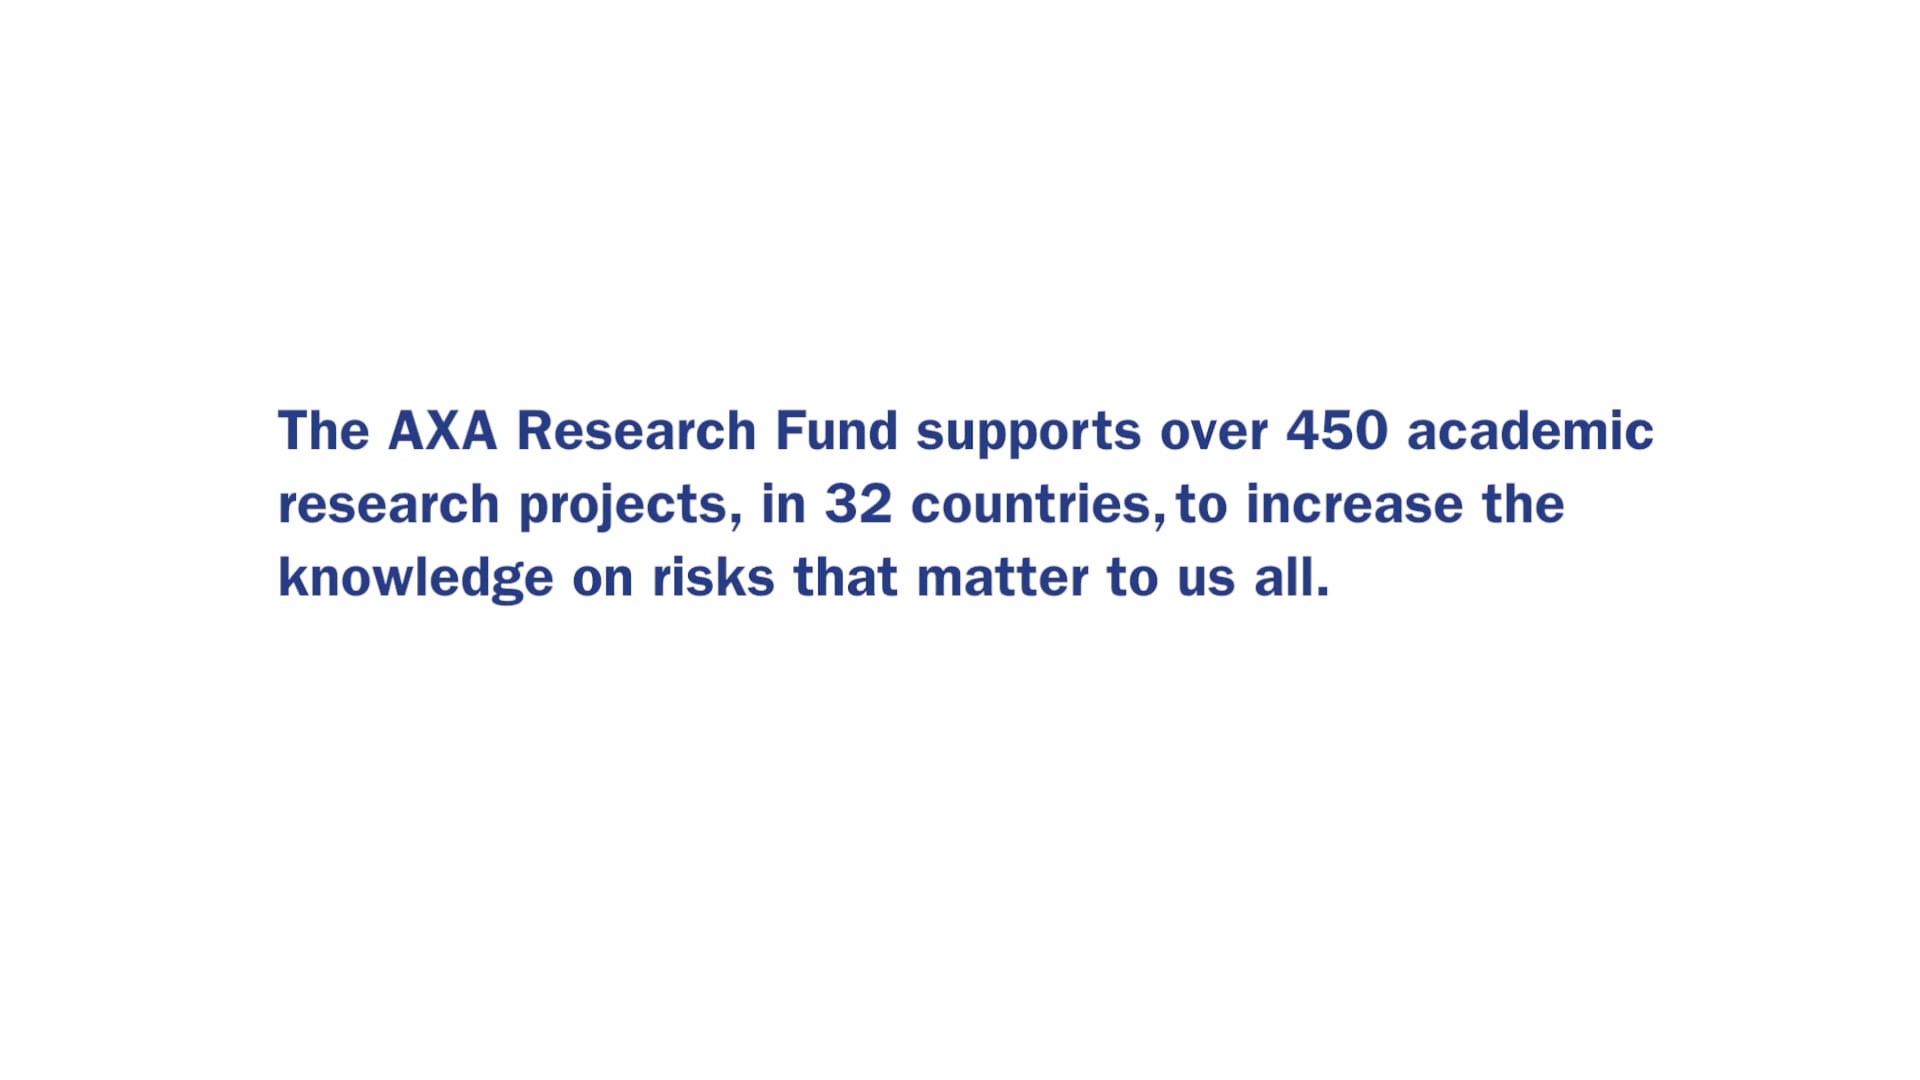 The AXA Research Fund supports over 450 academic
research projects, in 32 countries, to increase the
knowledge on risks that matter to us all.